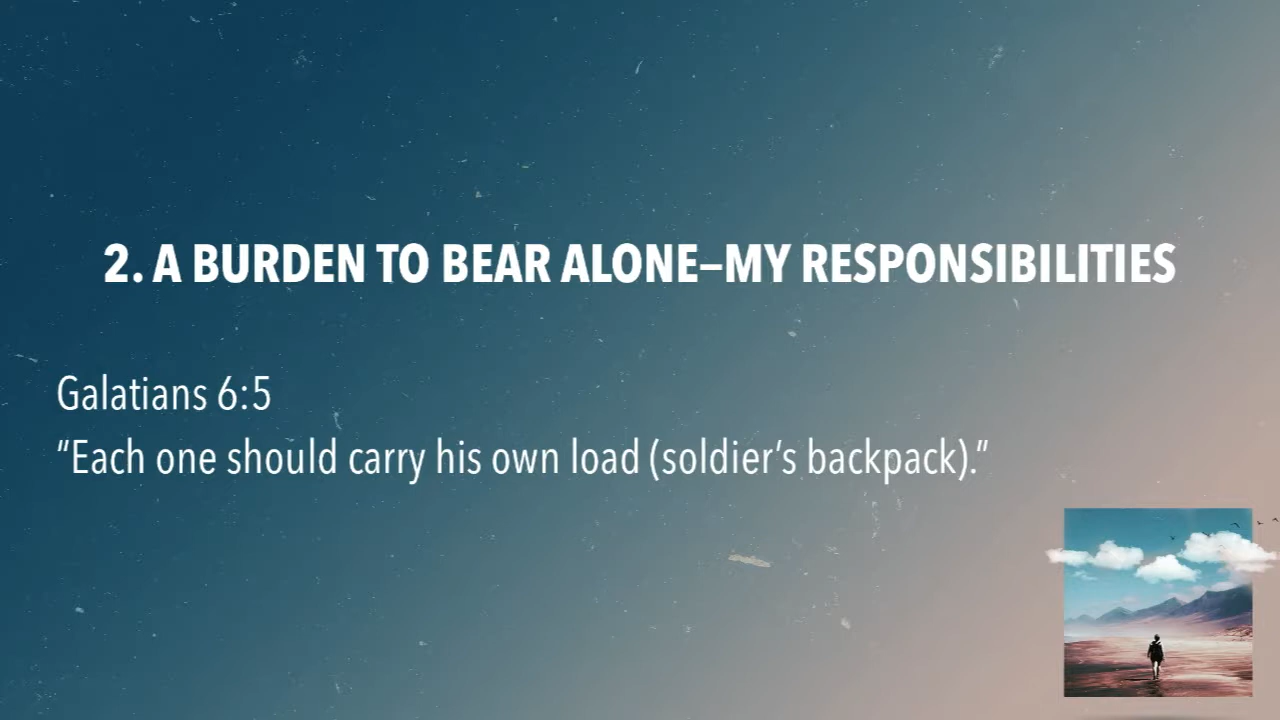 2. A BURDEN TO BEAR ALONE–MY RESPONSIBILITIES
Galatians 6:5
“Each one should carry his own load (soldier‘s backpack).”